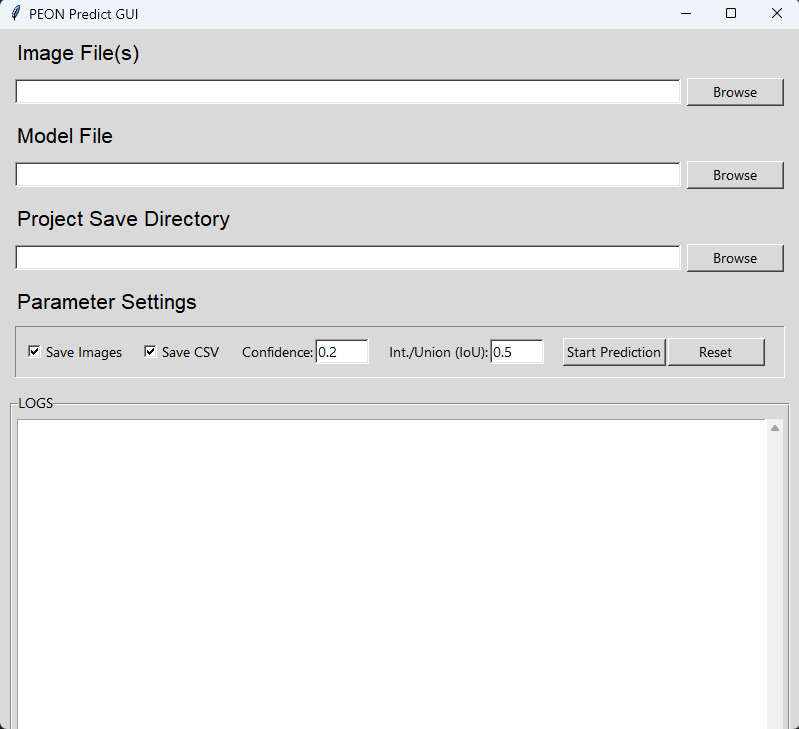 PEON Predict GUI
Image File(s)
Browse
Model File
Browse
Project Save Directory
Browse
Parameter Settings
Save Images Save CSV Confidence: 0.2 Int./Union (IoU): 0.5 Start Prediction Reset
LOGS